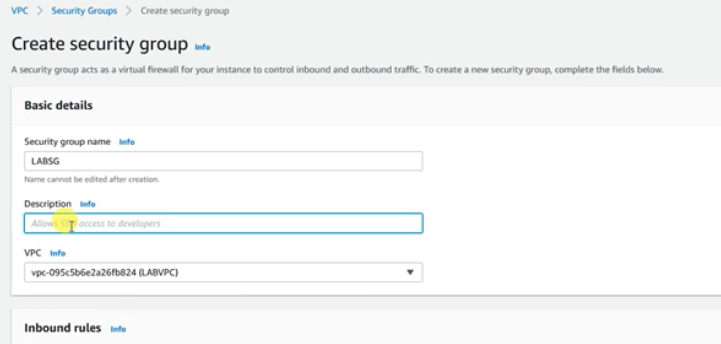 VPC > Security Groups > Create security group
Create security group Info
A security group acts as a virtual firewall for your instance to control inbound and outbound traffic. To create a new security group, complete the fields below.
Basic details
Security group name Info
LABSG
Name cannot be edited after creation.
Description Info
Allows SSH access to developers
VPC Info
vpc-095c5b6e2a26fb824 (LABVPC)
Inbound rules Info